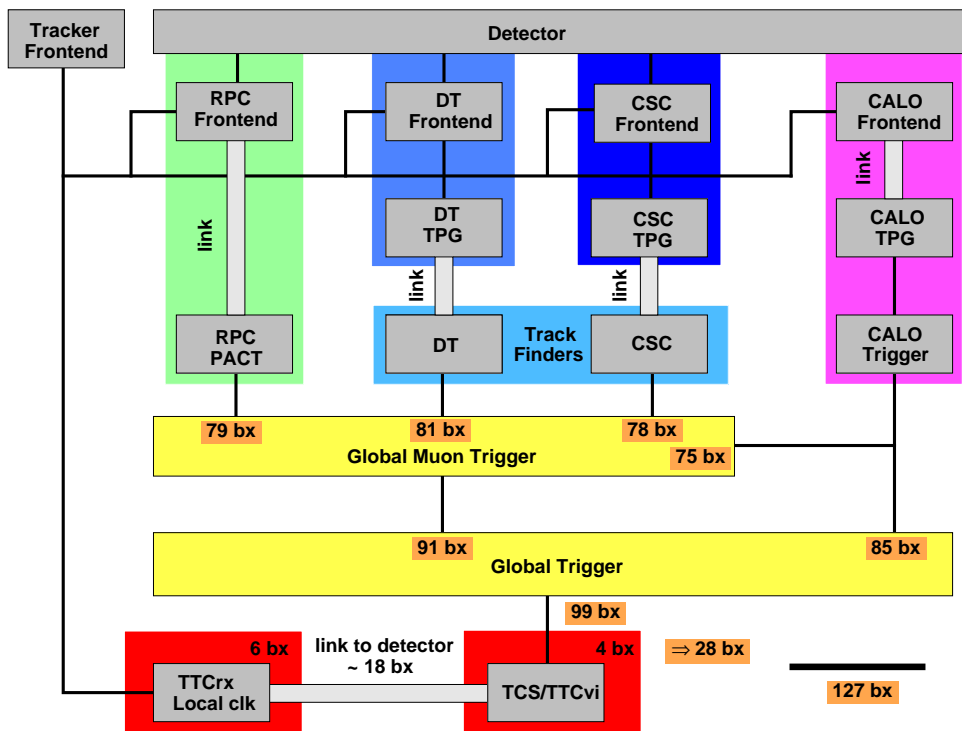 Tracker
Frontend
Detector
RPC
Frontend
DT
Frontend
CSC
Frontend
CALO
Frontend
link
link
DT
TPG
CSC
TPG
CALO
TPG
link
link
RPC
PACT
DT
Track
Finders
CSC
CALO
Trigger
79 bx
81 bx
78 bx
Global Muon Trigger
75 bx
91 bx
85 bx
Global Trigger
99 bx
6 bx
link to detector
~ 18 bx
4 bx
⇒ 28 bx
TTCrx
Local clk
TCS/TTCvi
127 bx